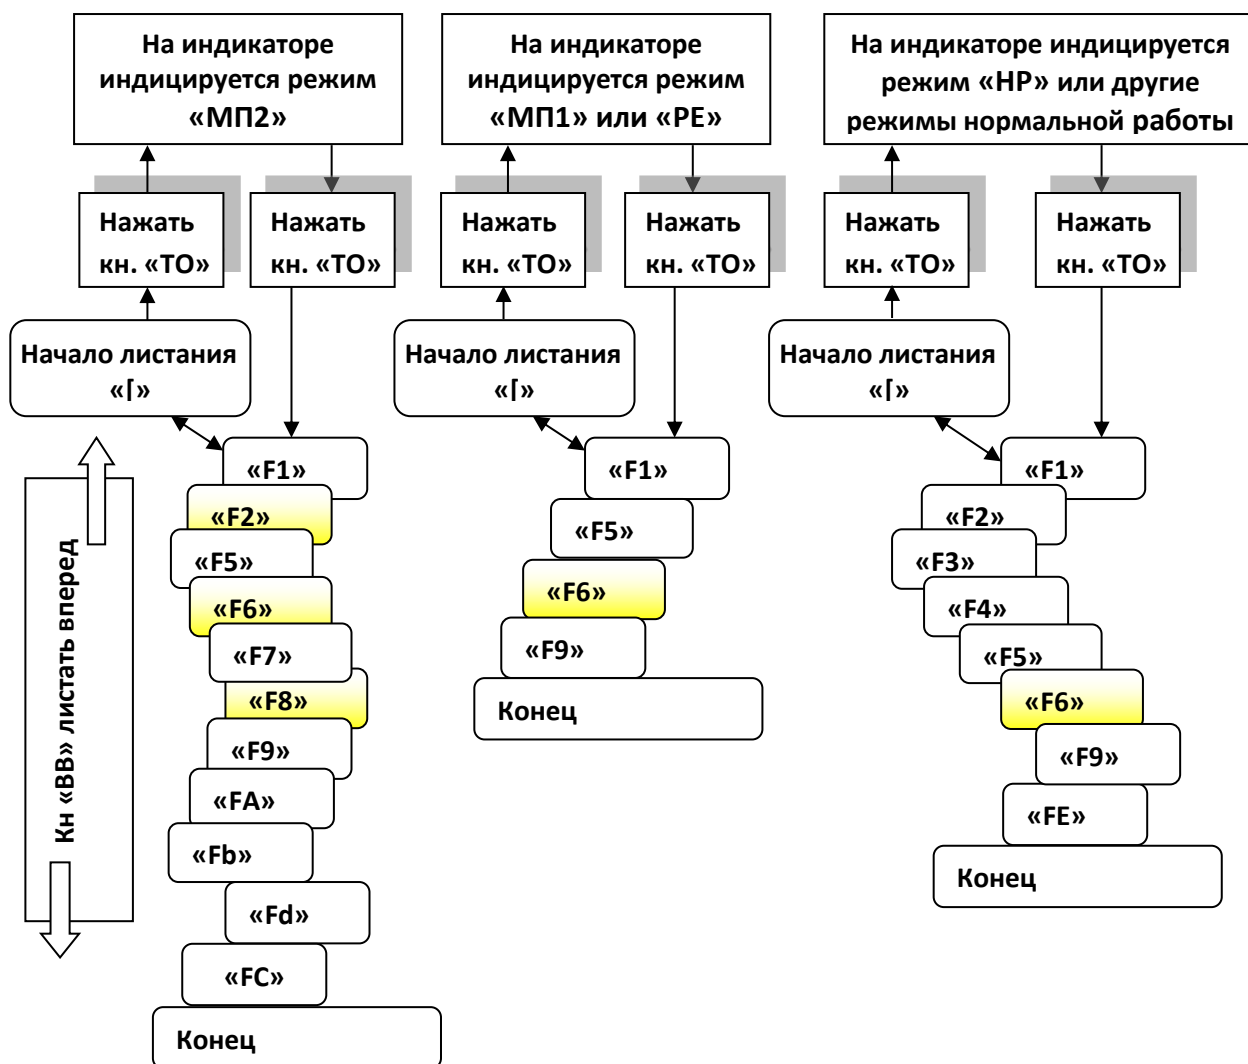 На индикаторе
индицируется режим
«МП2»
Нажать
кн. «ТО»
Нажать
кн. «ТО»
Начало листания
«[»
«F1»
«F2»
«F5»
«F6»
«F7»
«F8»
«F9»
«FA»
«Fb»
«Fd»
«FC»
Конец
Кн «ВВ» листать вперед
На индикаторе
индицируется режим
«МП1» или «РЕ»
Нажать
кн. «ТО»
Нажать
кн. «ТО»
Начало листания
«[»
«F1»
«F5»
«F6»
«F9»
Конец
На индикаторе индицируется
режим «НР» или другие
режимы нормальной работы
Нажать
кн. «ТО»
Нажать
кн. «ТО»
Начало листания
«[»
«F1»
«F2»
«F3»
«F4»
«F5»
«F6»
«F9»
«FE»
Конец